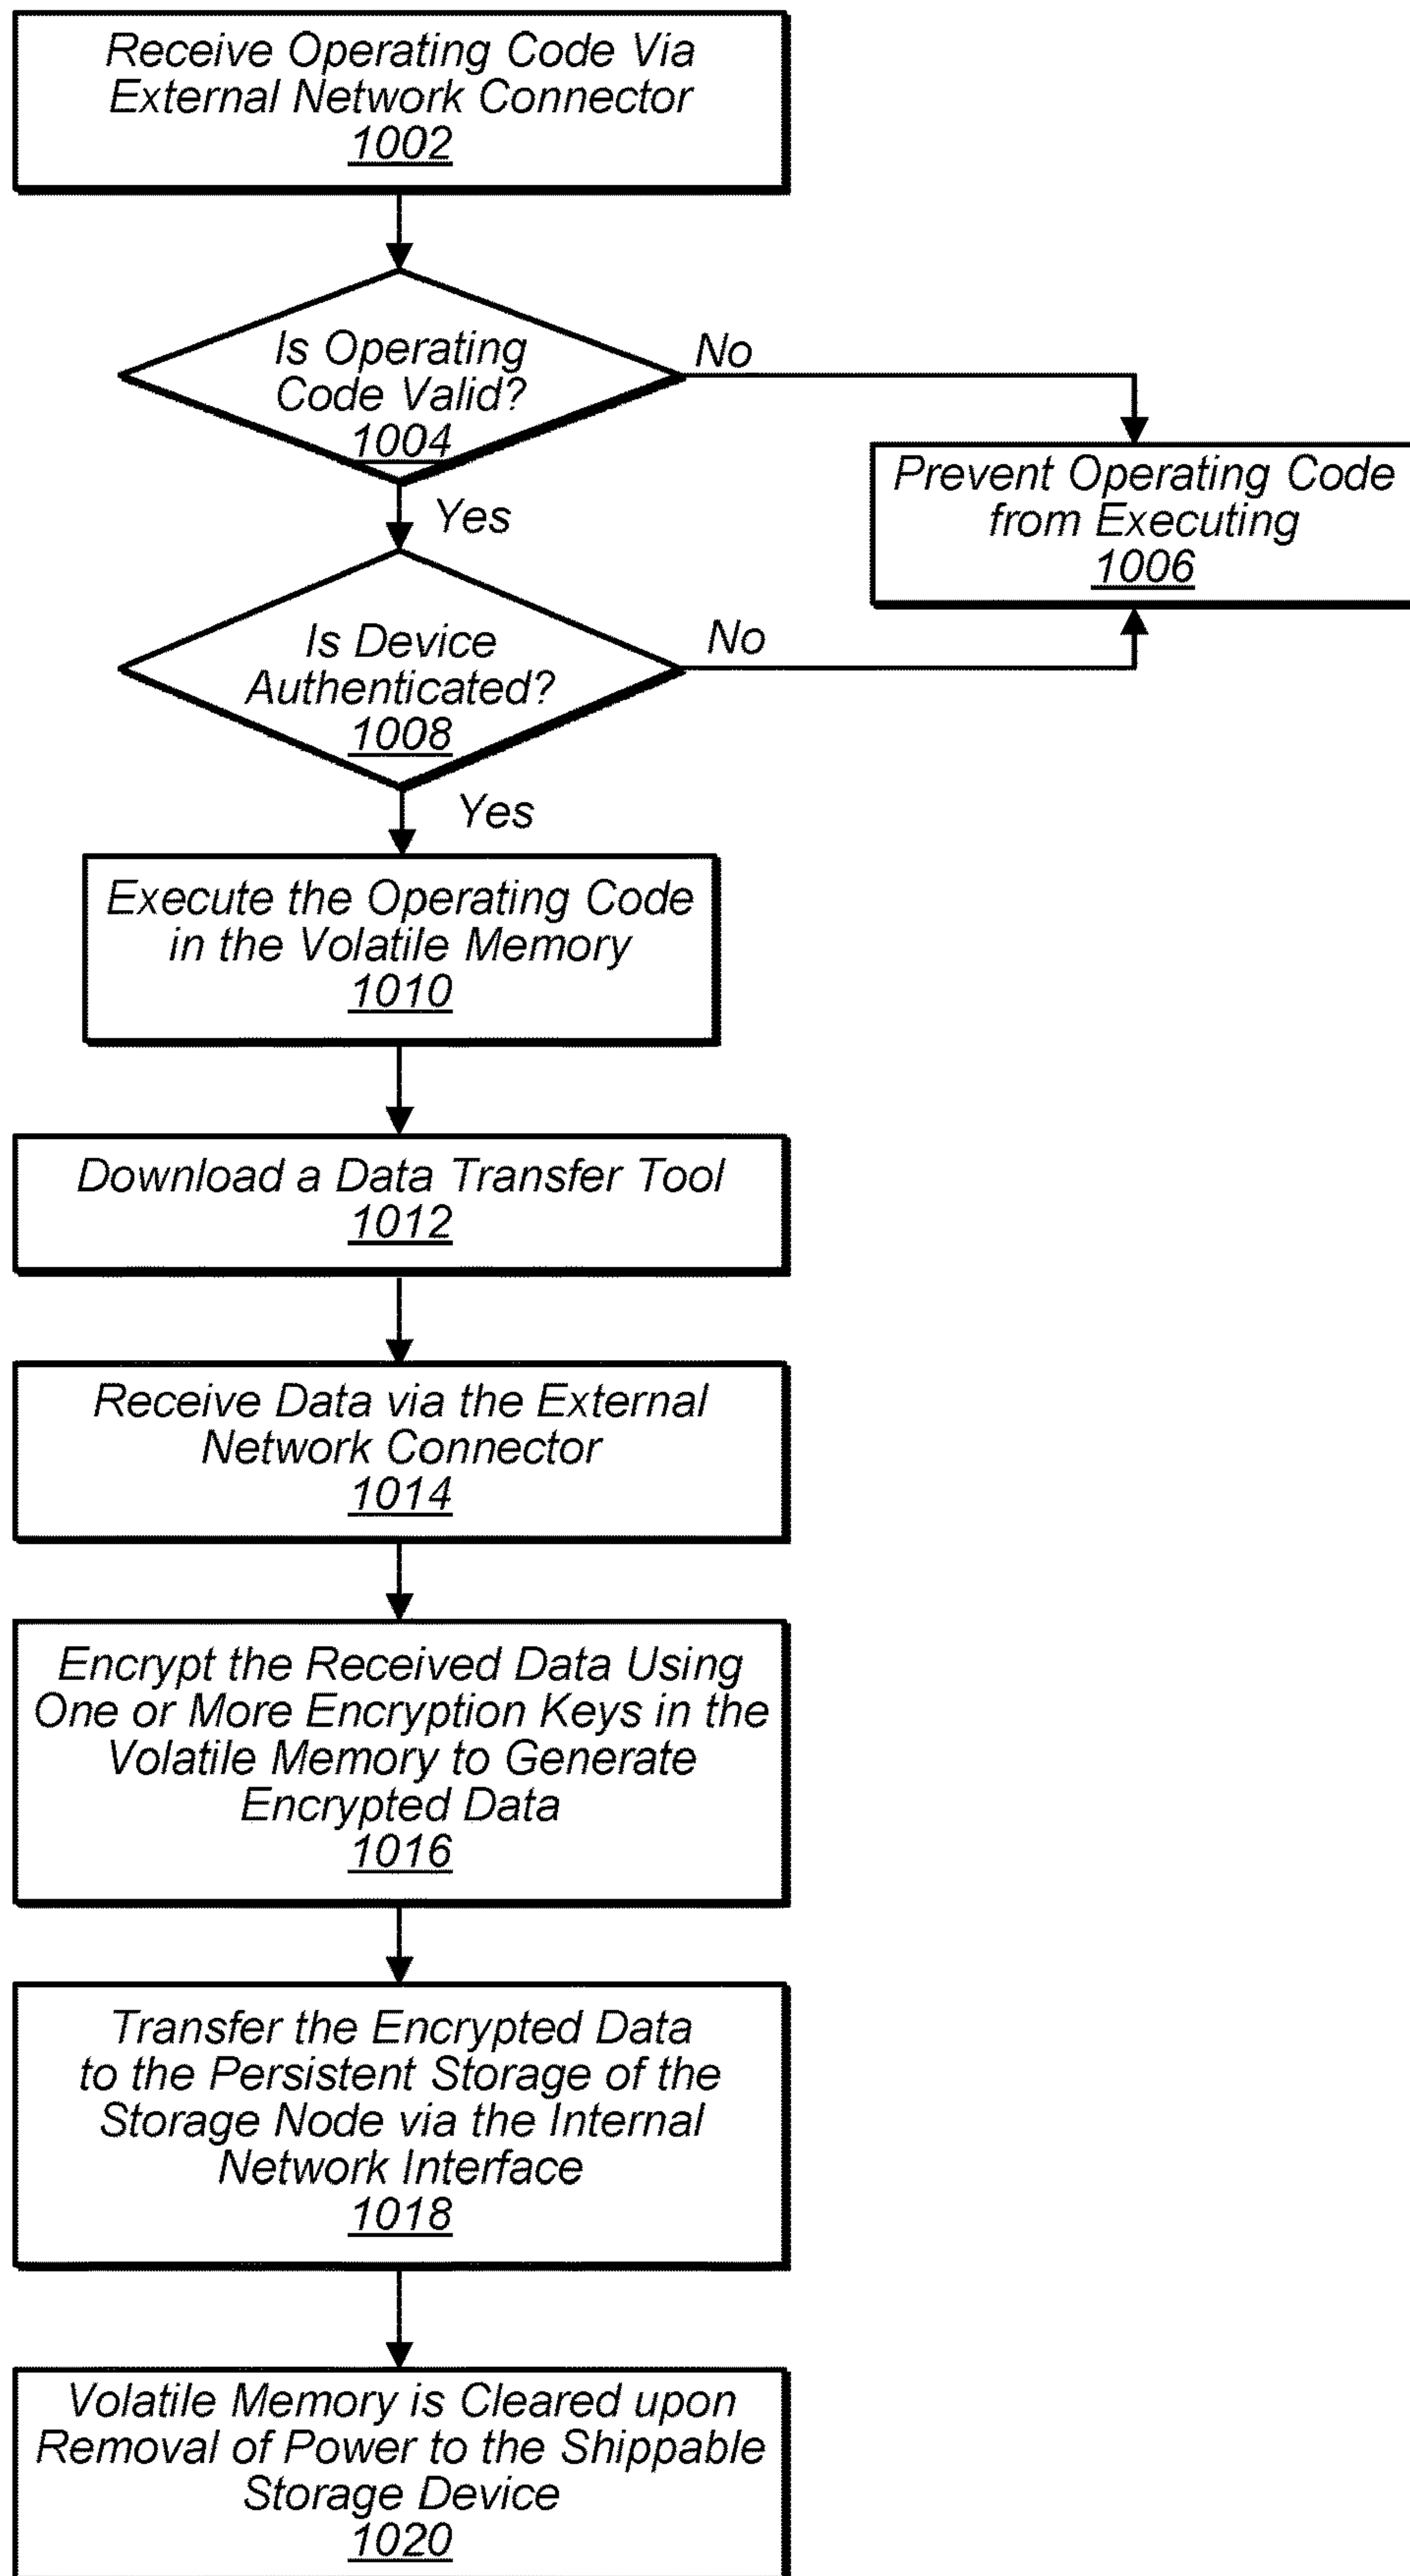 Receive Operating Code Via
External Network Connector
1002
Is Operating
Code Valid?
1004
No
Yes
Prevent Operating Code
from Executing
1006
Is Device
Authenticated?
1008
No
Yes
Execute the Operating Code
in the Volatile Memory
1010
Download a Data Transfer Tool
1012
Receive Data via the External
Network Connector
1014
Encrypt the Received Data Using
One or More Encryption Keys in the
Volatile Memory to Generate
Encrypted Data
1016
Transfer the Encrypted Data
to the Persistent Storage of the
Storage Node via the Internal
Network Interface
1018
Volatile Memory is Cleared upon
Removal of Power to the Shippable
Storage Device
1020